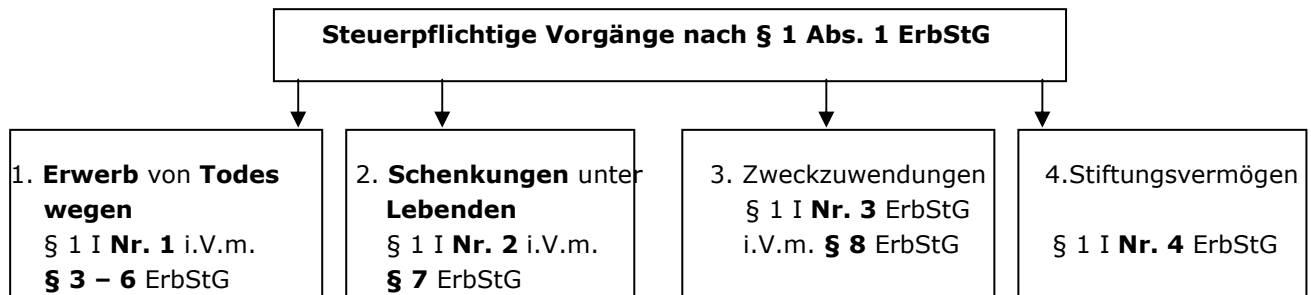 Steuerpflichtige Vorgänge nach § 1 Abs. 1 ErbStG
1. Erwerb von Todes
wegen
§ 1 I Nr. 1 i.V.m.
§ 3 – 6 ErbStG
2. Schenkungen unter
Lebenden
§ 1 I Nr. 2 i.V.m.
§ 7 ErbStG
3. Zweckzuwendungen
§ 1 I Nr. 3 ErbStG
i.V.m. § 8 ErbStG
4.Stiftungsvermögen
§ 1 I Nr. 4 ErbStG